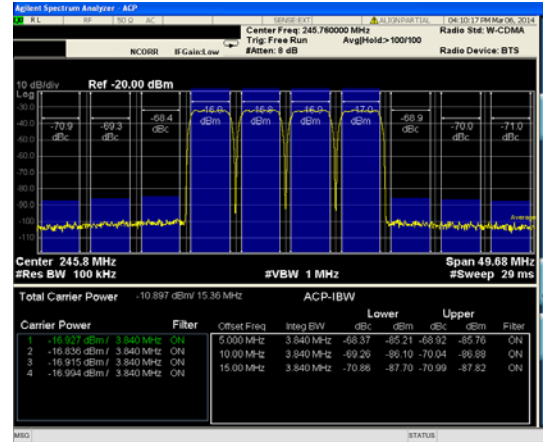 Agilent Spectrum Analyzer - ACP
RL RF 50 Ω AC SENSE:EXT ALIGN PARTIAL 04:10:17 PM Mar 06, 2014
Center Freq: 245.760000 MHz Radio Std: W-CDMA
Trig: Free Run Avg|Hold:>100/100
NCORR IFGain:Low #Atten: 8 dB Radio Device: BTS
10 dB/div Ref -20.00 dBm
Log
-30.0
-16.9 dBm -16.8 dBm -16.9 dBm -17.0 dBm
-40.0
-70.9 dBc -69.3 dBc -68.4 dBc -68.9 dBc -70.0 dBc -71.0 dBc
-50.0
-60.0
-70.0
-80.0
-90.0
-100
Average
-110
Center 245.8 MHz Span 49.68 MHz
#Res BW 100 kHz #VBW 1 MHz #Sweep 29 ms
Total Carrier Power -10.897 dBm/ 15.36 MHz ACP-IBW
Lower Upper
Carrier Power Filter Offset Freq Integ BW dBc dBm dBc dBm Filter
1 -16.927 dBm / 3.840 MHz ON 5.000 MHz 3.840 MHz -68.37 -85.21 -68.92 -85.76 ON
2 -16.836 dBm / 3.840 MHz ON 10.00 MHz 3.840 MHz -69.26 -86.10 -70.04 -86.88 ON
3 -16.915 dBm / 3.840 MHz ON 15.00 MHz 3.840 MHz -70.86 -87.70 -70.99 -87.82 ON
4 -16.994 dBm / 3.840 MHz ON
MSG STATUS